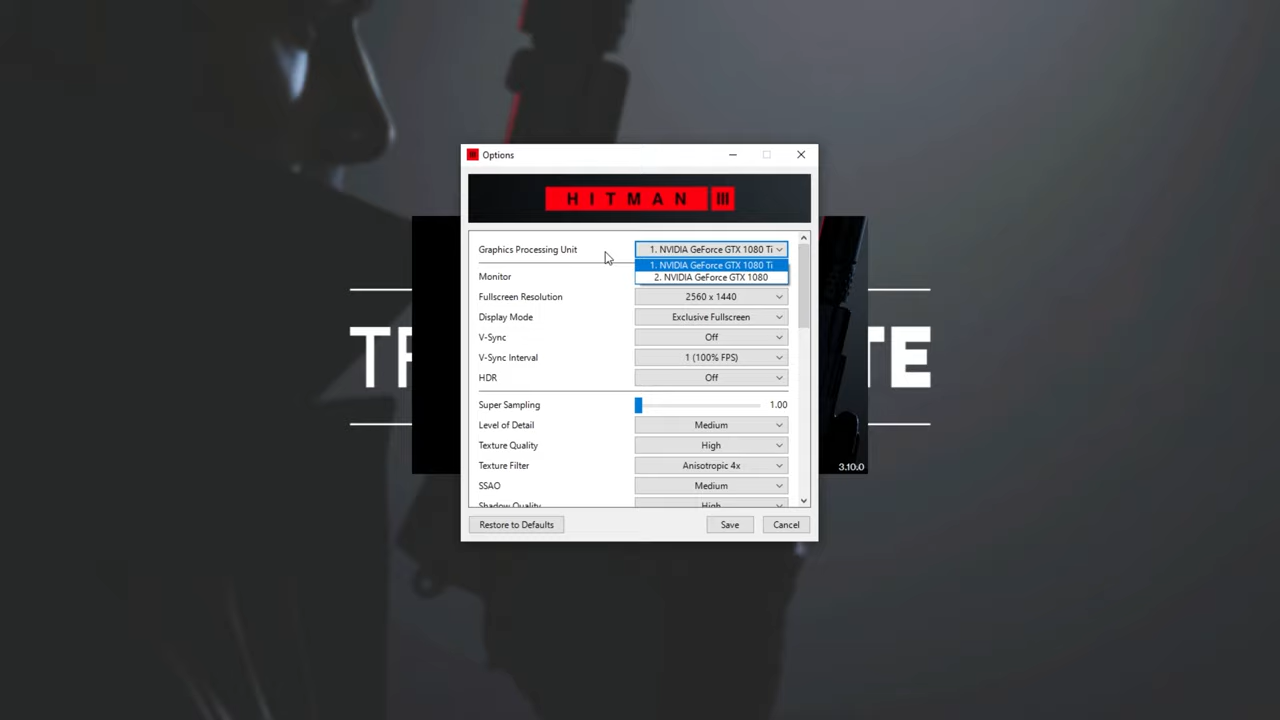 Options
HITMAN III
Graphics Processing Unit
1. NVIDIA GeForce GTX 1080 Ti
1. NVIDIA GeForce GTX 1080 Ti
2. NVIDIA GeForce GTX 1080
Monitor
Fullscreen Resolution
2560 x 1440
Display Mode
Exclusive Fullscreen
V-Sync
Off
V-Sync Interval
1 (100% FPS)
HDR
Off
Super Sampling
1.00
Level of Detail
Medium
Texture Quality
High
Texture Filter
Anisotropic 4x
SSAO
Medium
Shadow Quality
High
Restore to Defaults
Save
Cancel
3.10.0